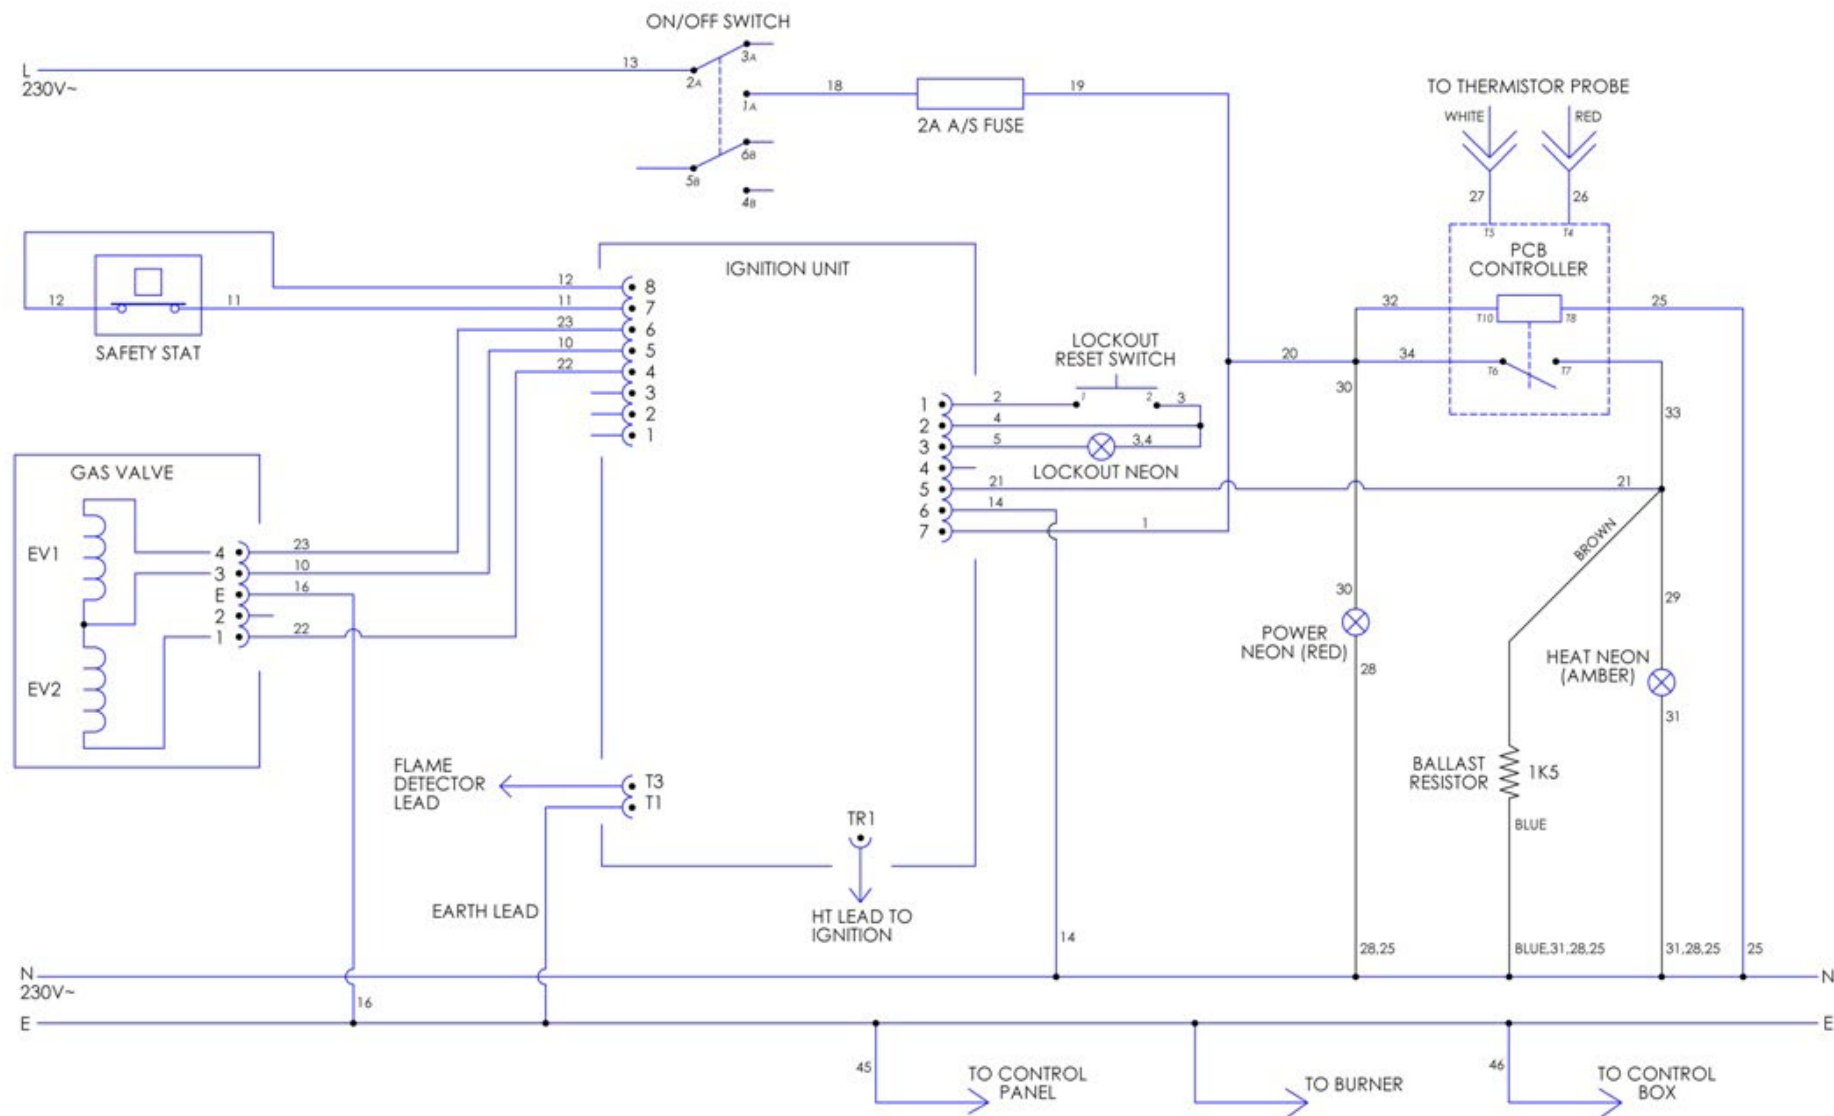 ON/OFF SWITCH
L
230V~
13
2A
3A
1A
18
2A A/S FUSE
19
6B
5B
4B
TO THERMISTOR PROBE
WHITE
RED
27
26
T5
T4
PCB
CONTROLLER
32
T10
T8
25
20
34
T6
T7
33
30
12
11
SAFETY STAT
IGNITION UNIT
12
8
11
7
23
6
10
5
22
4
3
2
1
LOCKOUT
RESET SWITCH
1
2
1
2
3
2
4
3
5
3,4
LOCKOUT NEON
4
5
21
21
6
14
7
1
GAS VALVE
EV1
EV2
4
23
3
10
E
16
2
1
22
BROWN
30
POWER
NEON (RED)
28
29
HEAT NEON
(AMBER)
31
BALLAST
RESISTOR
1K5
BLUE
FLAME
DETECTOR
LEAD
T3
T1
TR1
EARTH LEAD
HT LEAD TO
IGNITION
14
28,25
BLUE,31,28,25
31,28,25
25
N
230V~
N
16
E
E
45
TO CONTROL
PANEL
TO BURNER
46
TO CONTROL
BOX